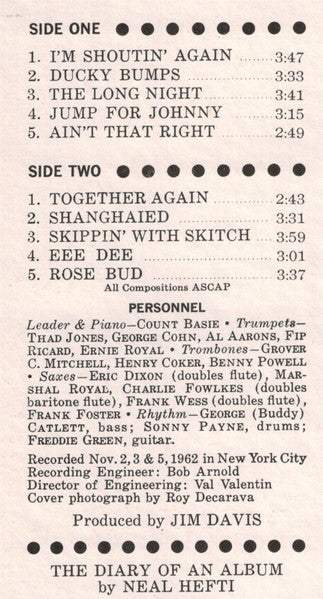 SIDE ONE
1. I'M SHOUTIN' AGAIN 3:47
2. DUCKY BUMPS 3:33
3. THE LONG NIGHT 3:41
4. JUMP FOR JOHNNY 3:15
5. AIN'T THAT RIGHT 2:49
SIDE TWO
1. TOGETHER AGAIN 2:43
2. SHANGHAIED 3:31
3. SKIPPIN' WITH SKITCH 3:59
4. EEE DEE 3:01
5. ROSE BUD 3:37
All Compositions ASCAP
PERSONNEL
Leader & Piano—COUNT BASIE • Trumpets—
THAD JONES, GEORGE COHN, AL AARONS, FIP
RICARD, ERNIE ROYAL • Trombones—GROVER
C. MITCHELL, HENRY COKER, BENNY POWELL
• Saxes—ERIC DIXON (doubles flute), MAR-
SHAL ROYAL, CHARLIE FOWLKES (doubles
baritone flute), FRANK WESS (doubles flute),
FRANK FOSTER • Rhythm—GEORGE (Buddy)
CATLETT, bass; SONNY PAYNE, drums;
FREDDIE GREEN, guitar.
Recorded Nov. 2, 3 & 5, 1962 in New York City
Recording Engineer: Bob Arnold
Director of Engineering: Val Valentin
Cover photograph by Roy Decarava
Produced by JIM DAVIS
THE DIARY OF AN ALBUM
by NEAL HEFTI